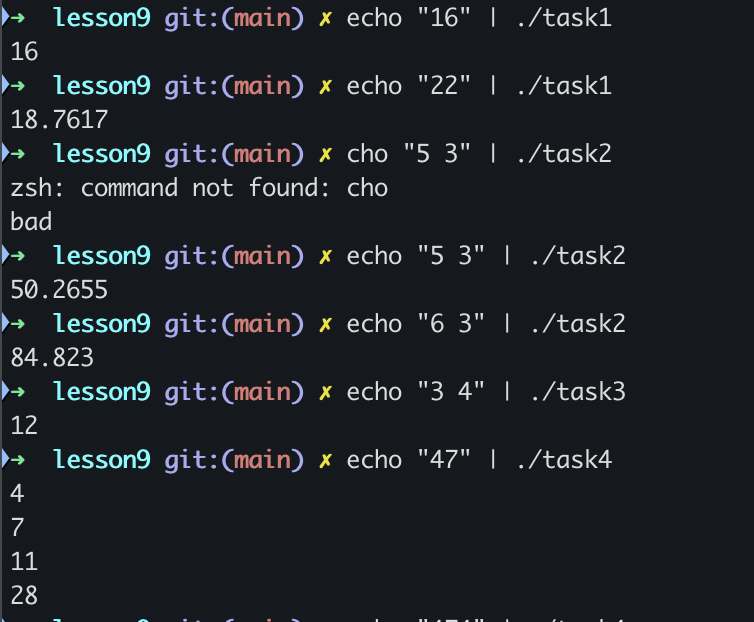 ➜ lesson9 git:(main) ✗ echo "16" | ./task1
16
➜ lesson9 git:(main) ✗ echo "22" | ./task1
18.7617
➜ lesson9 git:(main) ✗ cho "5 3" | ./task2
zsh: command not found: cho
bad
➜ lesson9 git:(main) ✗ echo "5 3" | ./task2
50.2655
➜ lesson9 git:(main) ✗ echo "6 3" | ./task2
84.823
➜ lesson9 git:(main) ✗ echo "3 4" | ./task3
12
➜ lesson9 git:(main) ✗ echo "47" | ./task4
4
7
11
28